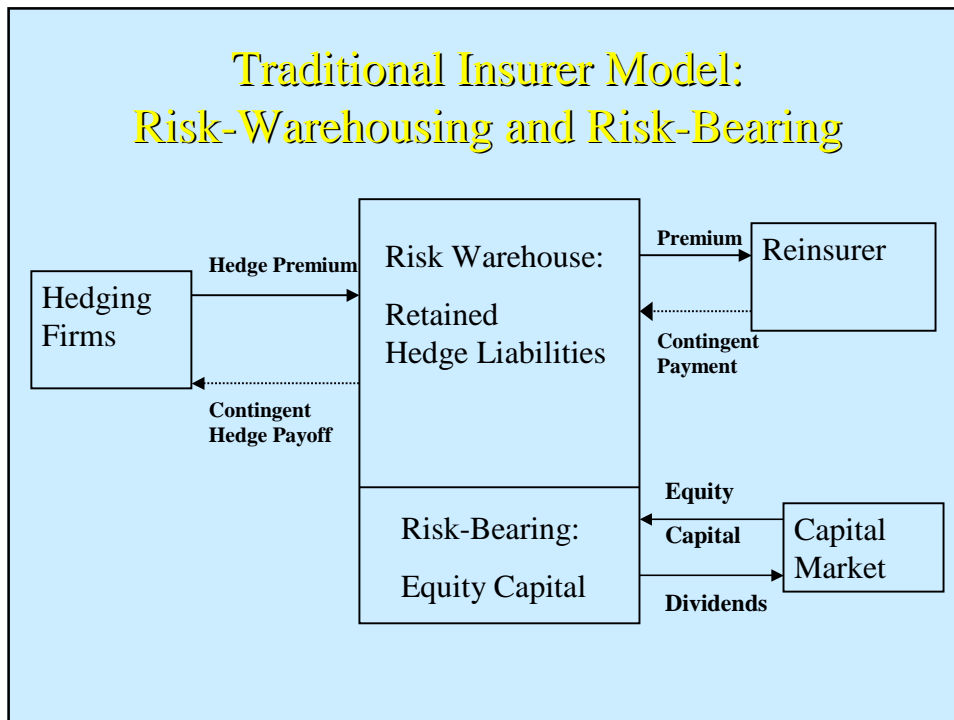 Traditional Insurer Model:
Risk-Warehousing and Risk-Bearing
Hedging
Firms
Hedge Premium
Contingent
Hedge Payoff
Risk Warehouse:
Retained
Hedge Liabilities
Premium
Contingent
Payment
Reinsurer
Risk-Bearing:
Equity Capital
Equity
Capital
Dividends
Capital
Market